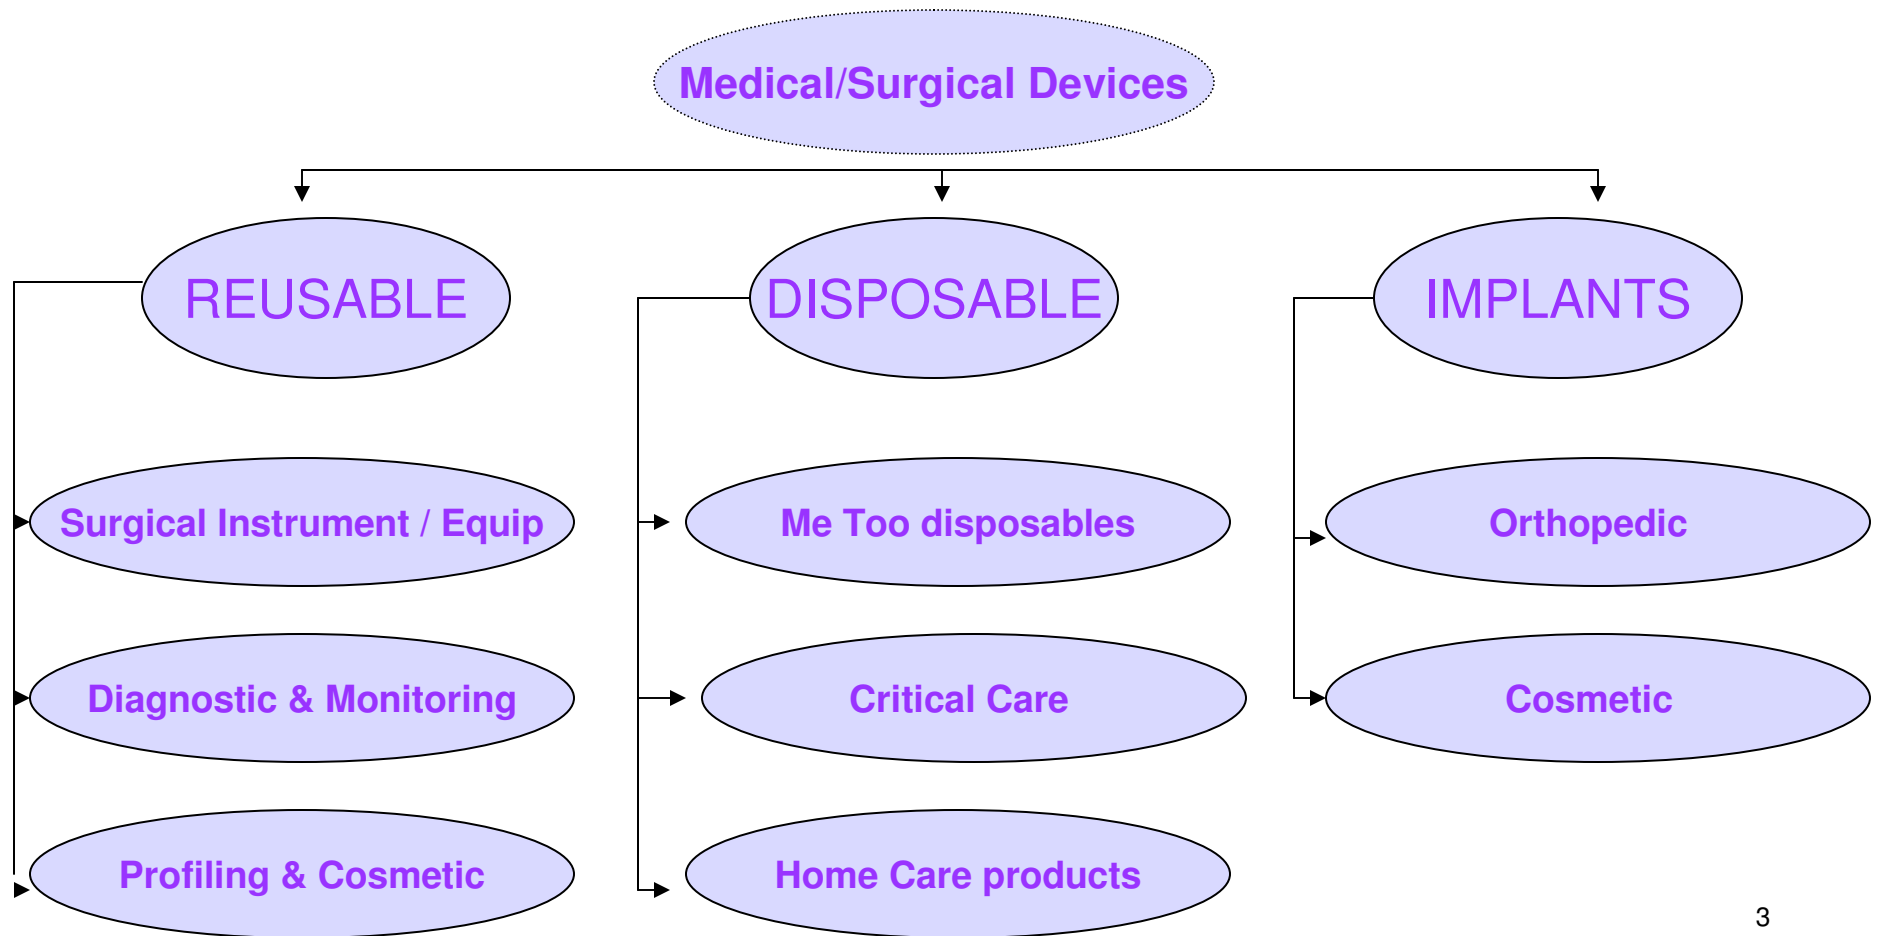 Medical/Surgical Devices
REUSABLE
DISPOSABLE
IMPLANTS
Surgical Instrument / Equip
Me Too disposables
Orthopedic
Diagnostic & Monitoring
Critical Care
Cosmetic
Profiling & Cosmetic
Home Care products
3